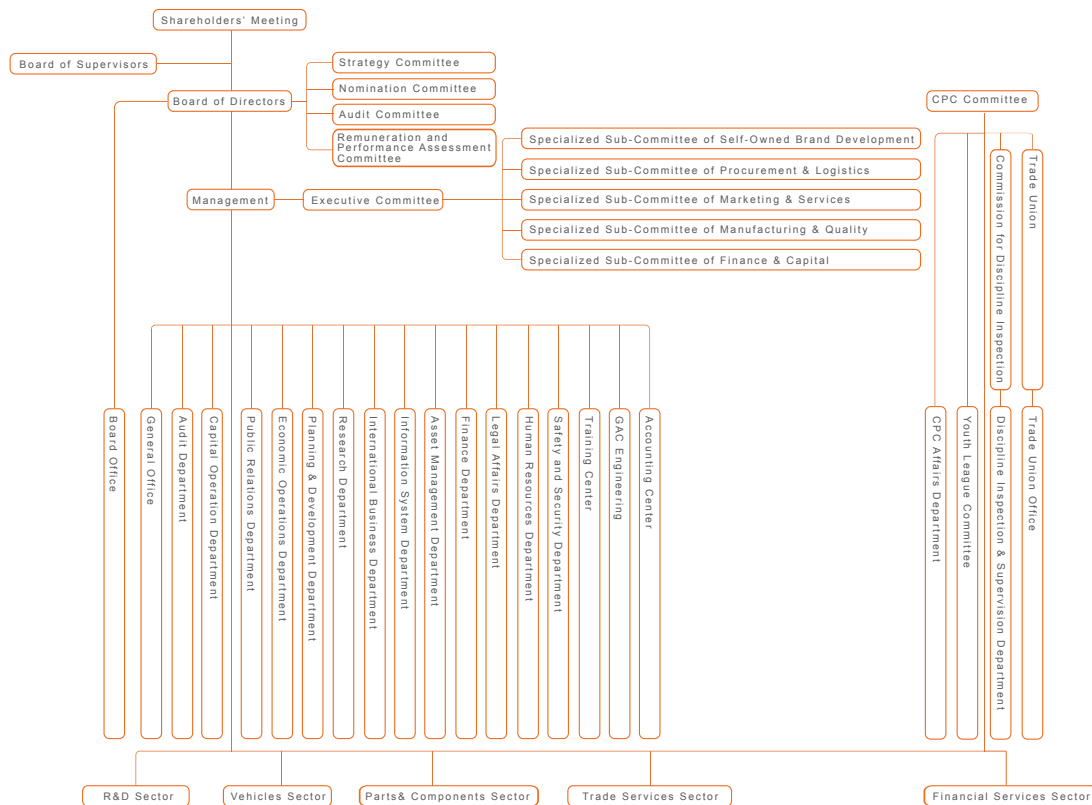 Shareholders' Meeting
Board of Supervisors
Strategy Committee
Nomination Committee
Board of Directors
CPC Committee
Audit Committee
Remuneration and
Performance Assessment
Committee
Specialized Sub-Committee of Self-Owned Brand Development
Specialized Sub-Committee of Procurement & Logistics
Management
Executive Committee
Specialized Sub-Committee of Marketing & Services
Specialized Sub-Committee of Manufacturing & Quality
Specialized Sub-Committee of Finance & Capital
Commission for Discipline Inspection
Trade Union
Board Office
General Office
Audit Department
Capital Operation Department
Public Relations Department
Economic Operations Department
Planning & Development Department
Research Department
International Business Department
Information System Department
Asset Management Department
Finance Department
Legal Affairs Department
Human Resources Department
Safety and Security Department
Training Center
GAC Engineering
Accounting Center
CPC Affairs Department
Youth League Committee
Discipline Inspection & Supervision Department
Trade Union Office
R&D Sector
Vehicles Sector
Parts& Components Sector
Trade Services Sector
Financial Services Sector